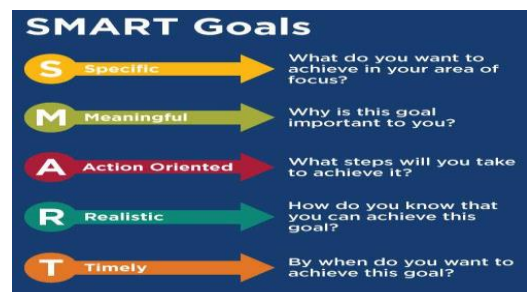 SMART Goals
S Specific
What do you want to
achieve in your area of
focus?
M Meaningful
Why is this goal
important to you?
A Action Oriented
What steps will you take
to achieve it?
R Realistic
How do you know that
you can achieve this
goal?
T Timely
By when do you want to
achieve this goal?